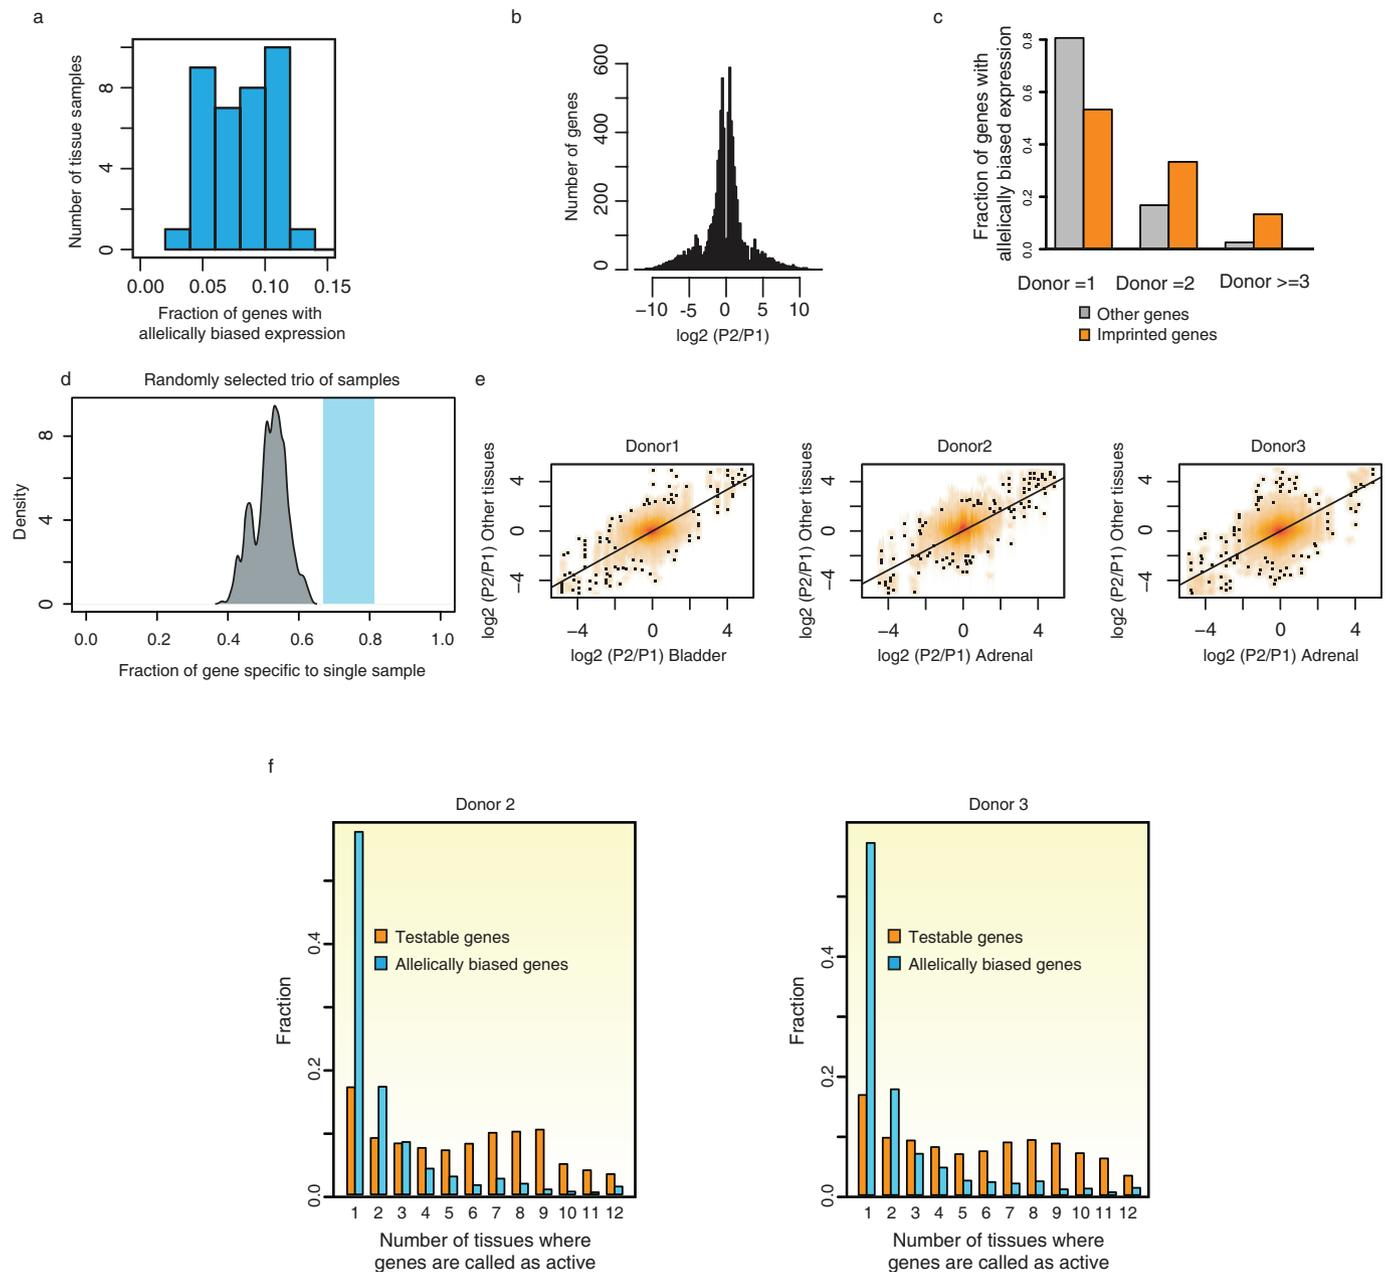 a
Number of tissue samples
0 4 8
0.00 0.05 0.10 0.15
Fraction of genes with
allelically biased expression
b
Number of genes
0 200 400 600
−10 -5 0 5 10
log2 (P2/P1)
c
Fraction of genes with
allelically biased expression
0.0 0.2 0.4 0.6 0.8
Donor =1 Donor =2 Donor >=3
Other genes
Imprinted genes
d
Randomly selected trio of samples
Density
0 4 8
0.0 0.2 0.4 0.6 0.8 1.0
Fraction of gene specific to single sample
e
Donor1
log2 (P2/P1) Other tissues
−4 0 4
−4 0 4
log2 (P2/P1) Bladder
Donor2
log2 (P2/P1) Other tissues
−4 0 4
−4 0 4
log2 (P2/P1) Adrenal
Donor3
log2 (P2/P1) Other tissues
−4 0 4
−4 0 4
log2 (P2/P1) Adrenal
f
Donor 2
Fraction
0.0 0.2 0.4
Testable genes
Allelically biased genes
1 2 3 4 5 6 7 8 9 10 11 12
Number of tissues where
genes are called as active
Donor 3
Fraction
0.0 0.2 0.4
Testable genes
Allelically biased genes
1 2 3 4 5 6 7 8 9 10 11 12
Number of tissues where
genes are called as active